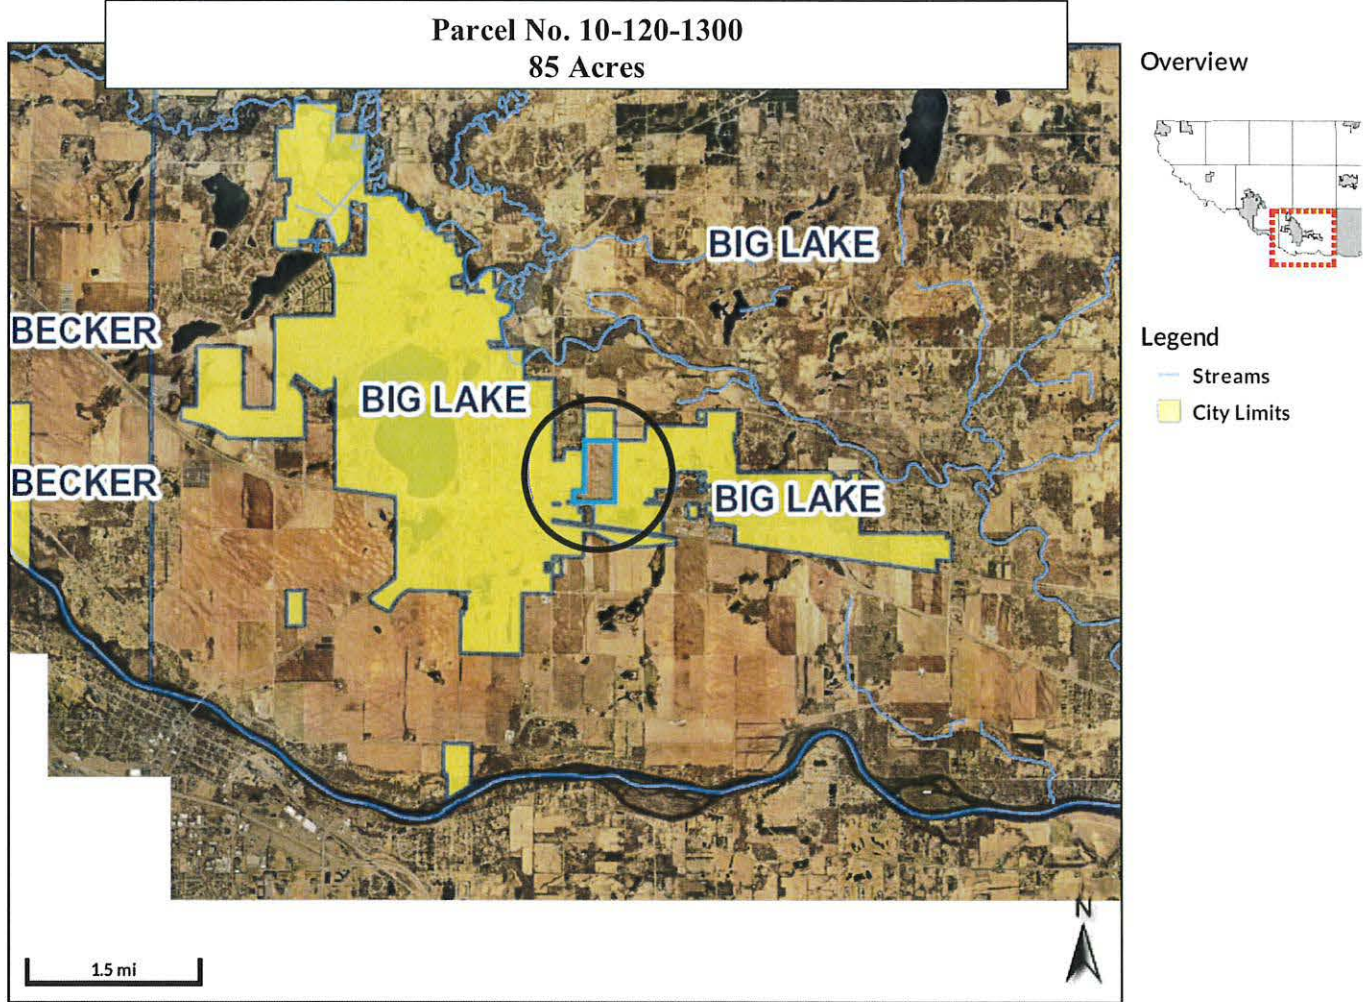 Parcel No. 10-120-1300
85 Acres
Overview
BIG LAKE
BECKER
Legend
Streams
City Limits
BIG LAKE
BECKER
BIG LAKE
N
1.5 mi